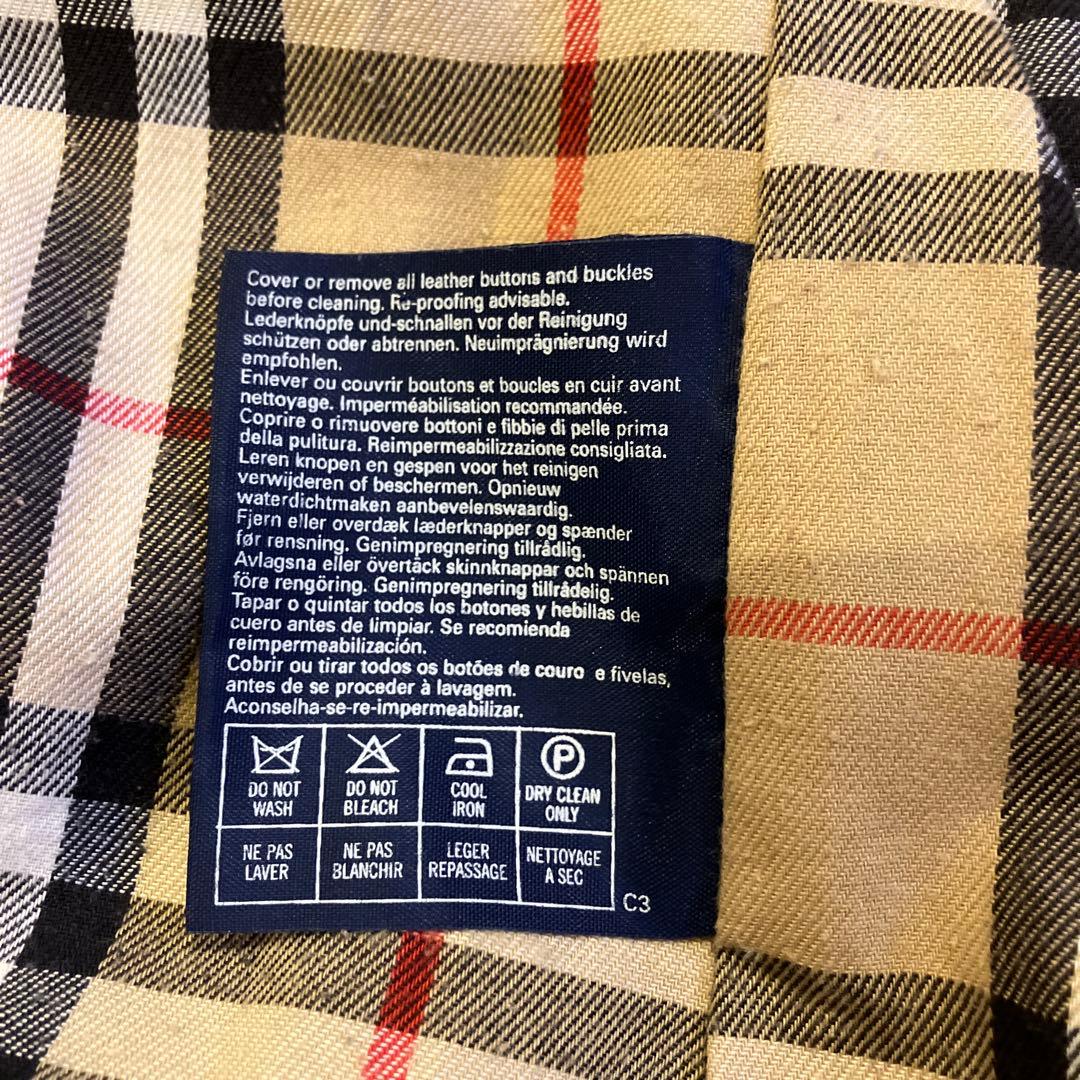 Cover or remove all leather buttons and buckles
before cleaning. Re-proofing advisable.
Lederknöpfe und-schnallen vor der Reinigung
schützen oder abtrennen. Neuimprägnierung wird
empfohlen.
Enlever ou couvrir boutons et boucles en cuir avant
nettoyage. Imperméabilisation recommandée.
Coprire o rimuovere bottoni e fibbie di pelle prima
della pulitura. Reimpermeabilizzazione consigliata.
Leren knopen en gespen voor het reinigen
verwijderen of beschermen. Opnieuw
waterdichtmaken aanbevelenswaardig.
Fjern eller overdæk læderknapper og spænder
før rensning. Genimpregnering tillrådlig.
Avlagsna eller övertäck skinnknappar och spännen
före rengöring. Genimpregnering tillrådelig.
Tapar o quintar todos los botones y hebillas de
cuero antes de limpiar. Se recomienda
reimpermeabilización.
Cobrir ou tirar todos os botões de couro e fivelas,
antes de se proceder à lavagem.
Aconselha-se-re-impermeabilizar.
P
DO NOT WASH
DO NOT BLEACH
COOL IRON
DRY CLEAN ONLY
NE PAS LAVER
NE PAS BLANCHIR
LEGER REPASSAGE
NETTOYAGE A SEC
C3